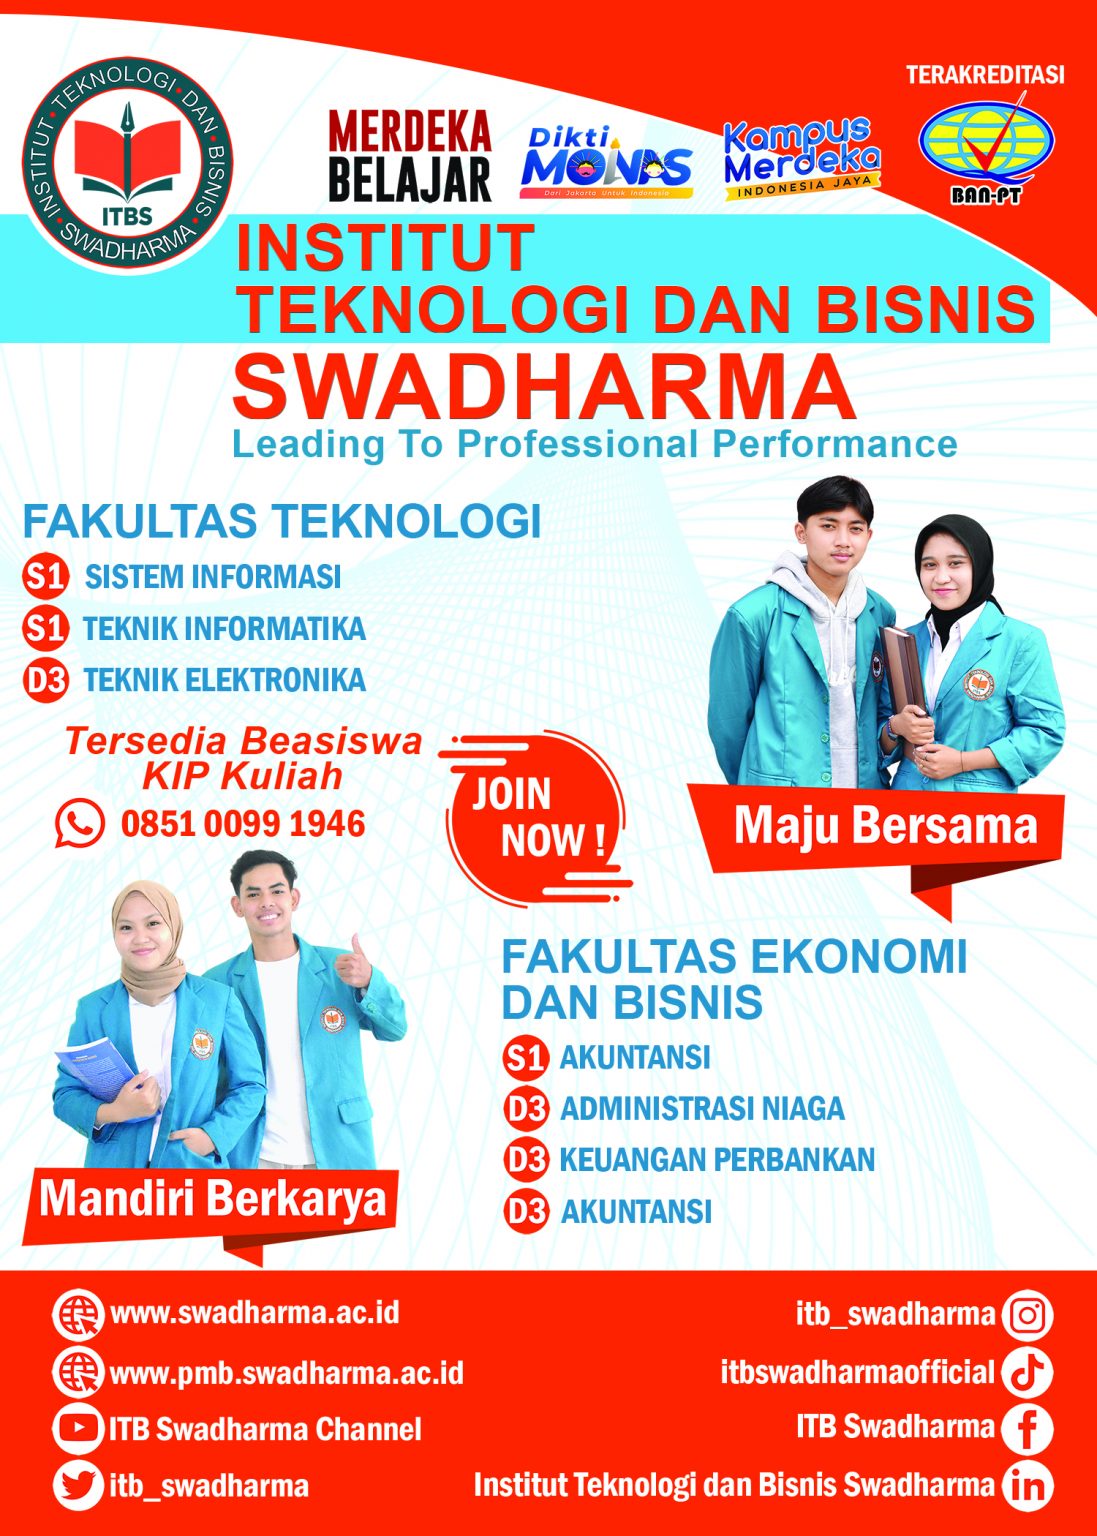 INSTITUT • TEKNOLOGI • DAN • BISNIS • SWADHARMA
ITBS
MERDEKA
BELAJAR
Dikti
MONAS
Dari Jakarta Untuk Indonesia
Kampus
Merdeka
INDONESIA JAYA
TERAKREDITASI
BAN-PT
INSTITUT
TEKNOLOGI DAN BISNIS
SWADHARMA
Leading To Professional Performance
FAKULTAS TEKNOLOGI
S1 SISTEM INFORMASI
S1 TEKNIK INFORMATIKA
D3 TEKNIK ELEKTRONIKA
Tersedia Beasiswa
KIP Kuliah
0851 0099 1946
JOIN
NOW !
Maju Bersama
Mandiri Berkarya
FAKULTAS EKONOMI
DAN BISNIS
S1 AKUNTANSI
D3 ADMINISTRASI NIAGA
D3 KEUANGAN PERBANKAN
D3 AKUNTANSI
www.swadharma.ac.id
www.pmb.swadharma.ac.id
ITB Swadharma Channel
itb_swadharma
itb_swadharma
itbswadharmaofficial
ITB Swadharma
Institut Teknologi dan Bisnis Swadharma